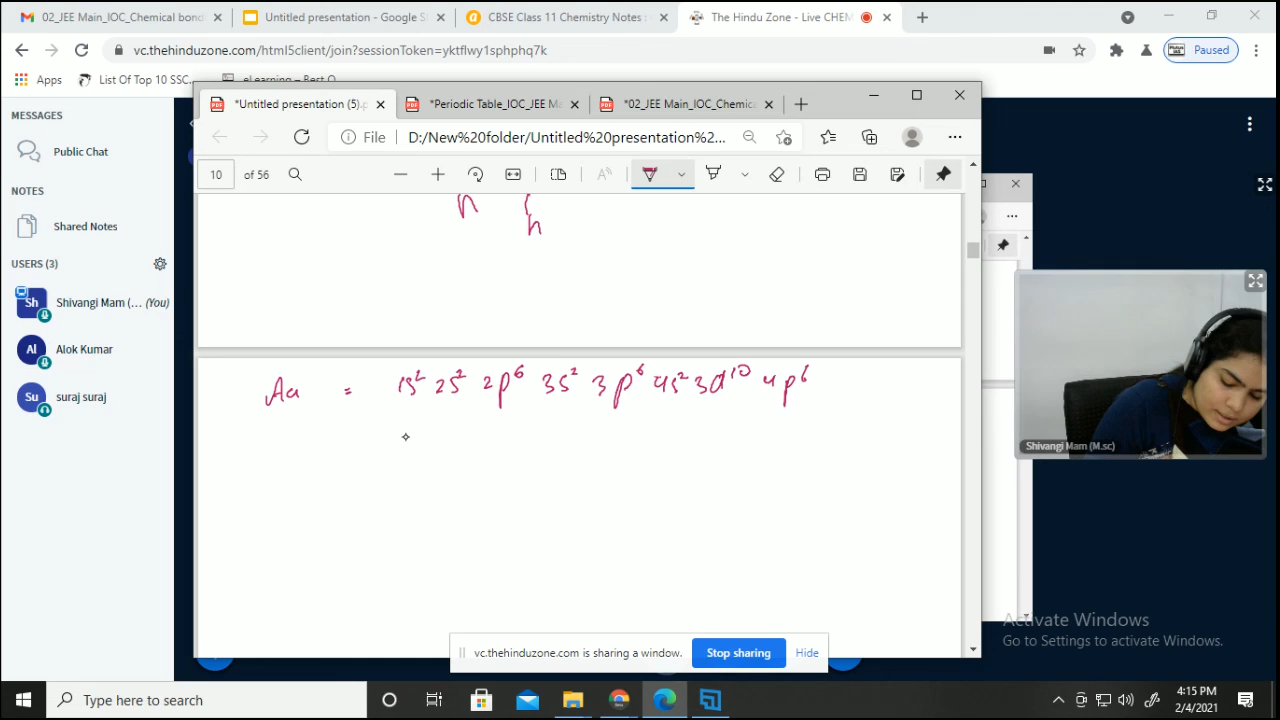 02_JEE Main_IOC_Chemical bond
Untitled presentation - Google S
CBSE Class 11 Chemistry Notes :
The Hindu Zone - Live CHEM
vc.thehinduzone.com/html5client/join?sessionToken=yktflwy1sphphq7k
Paused
Apps
List Of Top 10 SSC...
eLearning – Best O
*Untitled presentation (5).p
*Periodic Table_IOC_JEE Ma
*02_JEE Main_IOC_Chemica
File
D:/New%20folder/Untitled%20presentation%2...
10 of 56
MESSAGES
Public Chat
NOTES
Shared Notes
USERS (3)
Sh
Shivangi Mam (... (You)
Al
Alok Kumar
Su
suraj suraj
n
h
= 1s² 2s² 2p⁶ 3s² 3p⁶ 4s² 3d¹⁰ 4p⁶
Shivangi Mam (M.sc)
Activate Windows
Go to Settings to activate Windows.
vc.thehinduzone.com is sharing a window.
Stop sharing
Hide
Type here to search
4:15 PM
2/4/2021